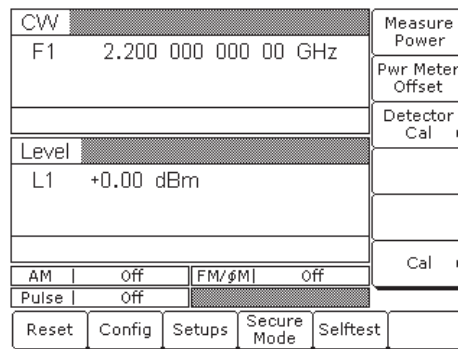 CW
F1 2.200 000 000 00 GHz
Level
L1 +0.00 dBm
AM Off FM/ϕM Off
Pulse Off
Measure
Power
Pwr Meter
Offset
Detector
Cal
Cal
Reset Config Setups Secure Mode Selftest